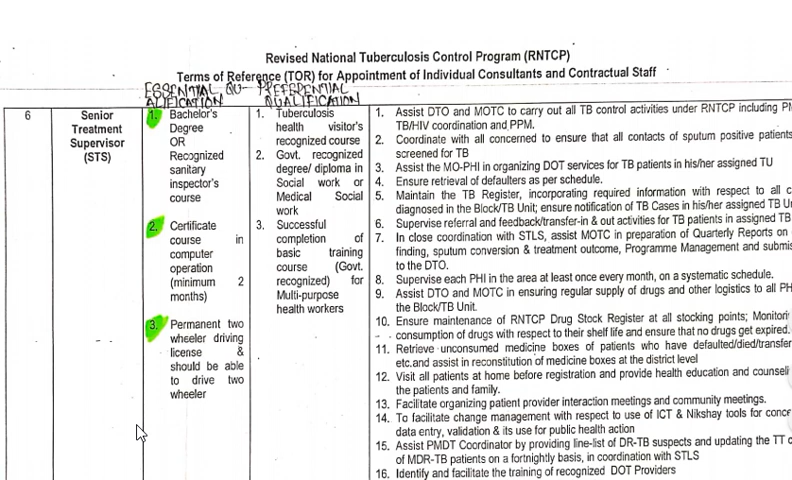 Revised National Tuberculosis Control Program (RNTCP)
Terms of Reference (TOR) for Appointment of Individual Consultants and Contractual Staff
ESSENTIAL QU-
ALIFICATION
PREFERENTIAL
QUALIFICATION
6
Senior
Treatment
Supervisor
(STS)
1. Bachelor's
Degree
OR
Recognized
sanitary
inspector's
course
2. Certificate
course in
computer
operation
(minimum 2
months)
3. Permanent two
wheeler driving
license &
should be able
to drive two
wheeler
1. Tuberculosis
health visitor's
recognized course
2. Govt. recognized
degree/ diploma in
Social work or
Medical Social
work
3. Successful
completion of
basic training
course (Govt.
recognized) for
Multi-purpose
health workers
1. Assist DTO and MOTC to carry out all TB control activities under RNTCP including
TB/HIV coordination and PPM.
2. Coordinate with all concerned to ensure that all contacts of sputum positive patients
screened for TB
3. Assist the MO-PHI in organizing DOT services for TB patients in his/her assigned TU
4. Ensure retrieval of defaulters as per schedule.
5. Maintain the TB Register, incorporating required information with respect to all
diagnosed in the Block/TB Unit; ensure notification of TB Cases in his/her assigned TB
6. Supervise referral and feedback/transfer-in & out activities for TB patients in assigned TB
7. In close coordination with STLS, assist MOTC in preparation of Quarterly Reports on
finding, sputum conversion & treatment outcome, Programme Management and
to the DTO.
8. Supervise each PHI in the area at least once every month, on a systematic schedule.
9. Assist DTO and MOTC in ensuring regular supply of drugs and other logistics to all
the Block/TB Unit.
10. Ensure maintenance of RNTCP Drug Stock Register at all stocking points;
consumption of drugs with respect to their shelf life and ensure that no drugs get expired.
11. Retrieve unconsumed medicine boxes of patients who have defaulted/died/transfer
etc.and assist in reconstitution of medicine boxes at the district level
12. Visit all patients at home before registration and provide health education and
the patients and family.
13. Facilitate organizing patient provider interaction meetings and community meetings.
14. To facilitate change management with respect to use of ICT & Nikshay tools for
data entry, validation & its use for public health action
15. Assist PMDT Coordinator by providing line-list of DR-TB suspects and updating the TT
of MDR-TB patients on a fortnightly basis, in coordination with STLS
16. Identify and facilitate the training of recognized DOT Providers